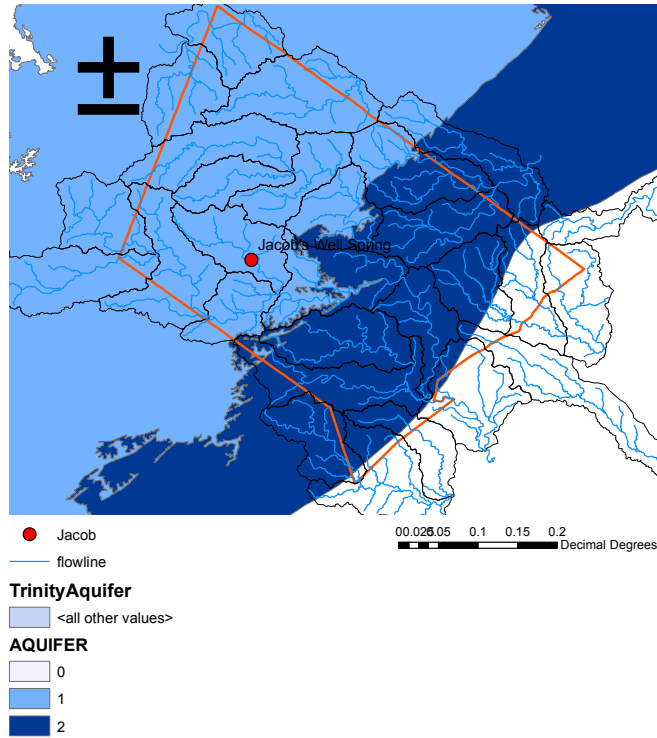 ±
Jacob's Well Spring
Jacob
flowline
TrinityAquifer
<all other values>
AQUIFER
0
1
2
0 0.025 0.05 0.1 0.15 0.2
Decimal Degrees